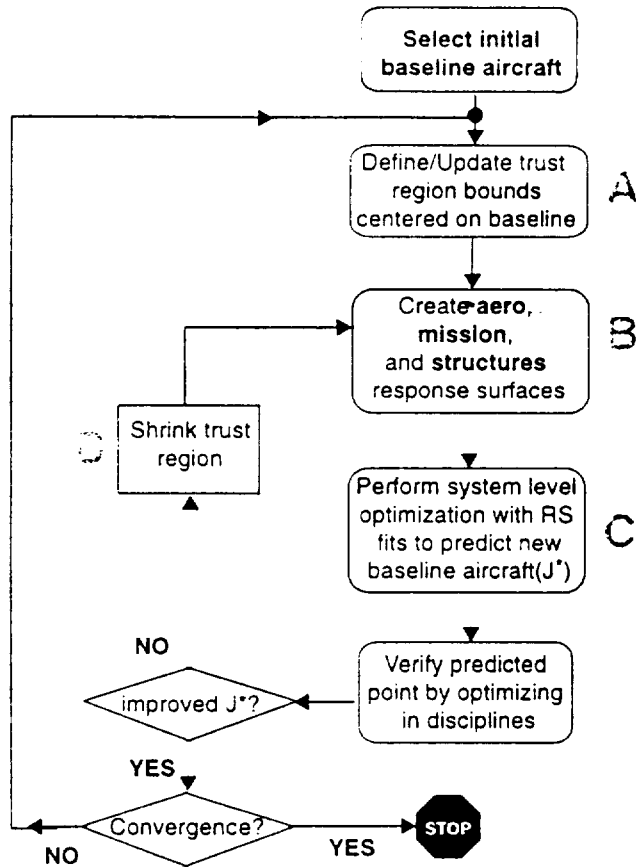 Select initial
baseline aircraft
Define/Update trust
region bounds
centered on baseline
A
Create aero,
mission,
and structures
response surfaces
B
Shrink trust
region
D
Perform system level
optimization with RS
fits to predict new
baseline aircraft(J*)
C
Verify predicted
point by optimizing
in disciplines
NO
improved J*?
YES
Convergence?
NO
YES
STOP